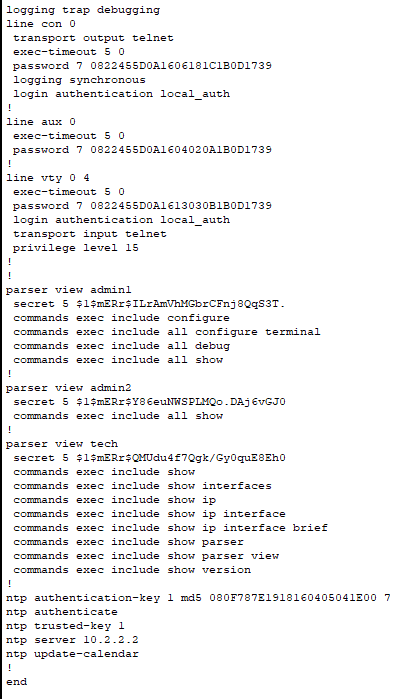 logging trap debugging
line con 0
transport output telnet
exec-timeout 5 0
password 7 0822455D0A1606181C1B0D1739
logging synchronous
login authentication local_auth
!
line aux 0
exec-timeout 5 0
password 7 0822455D0A1604020A1B0D1739
!
line vty 0 4
exec-timeout 5 0
password 7 0822455D0A1613030B1B0D1739
login authentication local_auth
transport input telnet
privilege level 15
!
!
parser view admin1
secret 5 $1$mERr$ILrAmVhMGbrCFnj8QqS3T.
commands exec include configure
commands exec include all configure terminal
commands exec include all debug
commands exec include all show
!
parser view admin2
secret 5 $1$mERr$Y86euNWSPLMQo.DAj6vGJ0
commands exec include all show
!
parser view tech
secret 5 $1$mERr$QMUdu4f7Qgk/Gy0quE8Eh0
commands exec include show
commands exec include show interfaces
commands exec include show ip
commands exec include show ip interface
commands exec include show ip interface brief
commands exec include show parser
commands exec include show parser view
commands exec include show version
!
ntp authentication-key 1 md5 080F787E1918160405041E00 7
ntp authenticate
ntp trusted-key 1
ntp server 10.2.2.2
ntp update-calendar
!
end